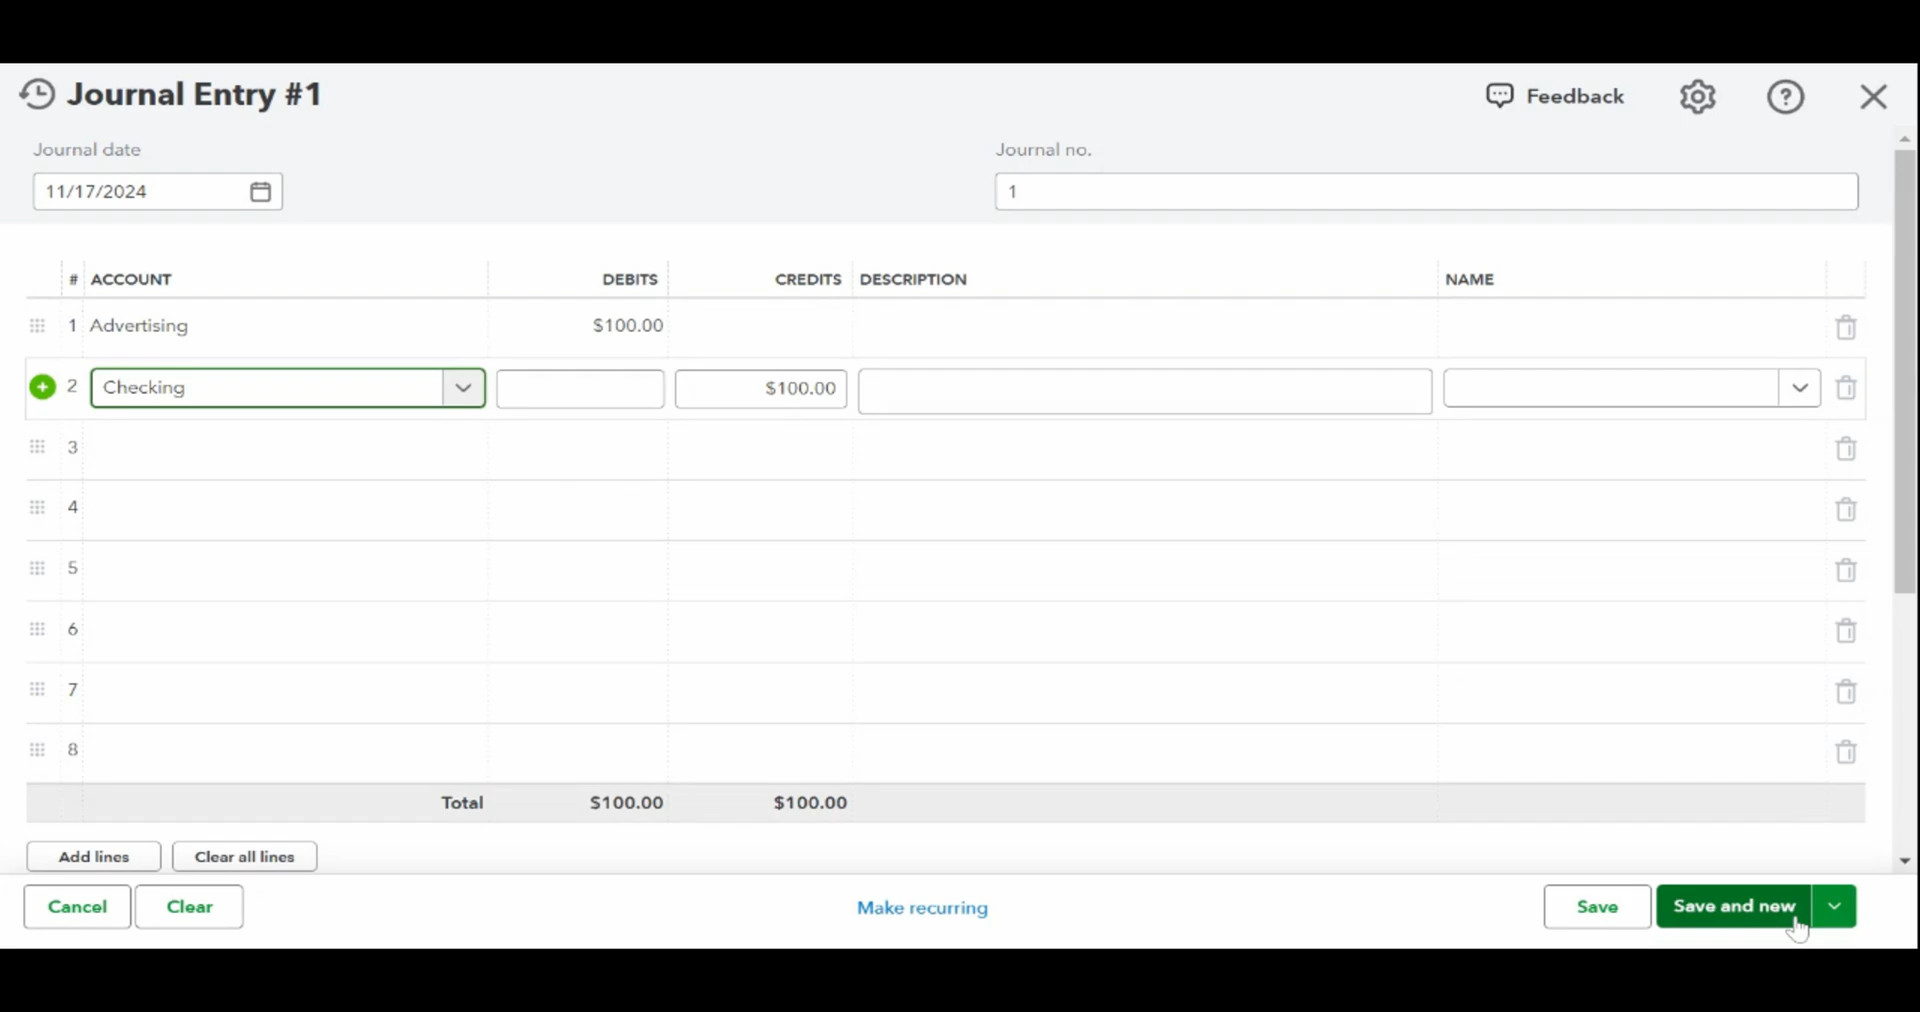 Journal Entry #1
Feedback
Journal date
Journal no.
11/17/2024
1
# ACCOUNT DEBITS CREDITS DESCRIPTION NAME
1 Advertising $100.00
2 Checking $100.00
3
4
5
6
7
8
Total $100.00 $100.00
Add lines Clear all lines
Cancel Clear Make recurring Save Save and new